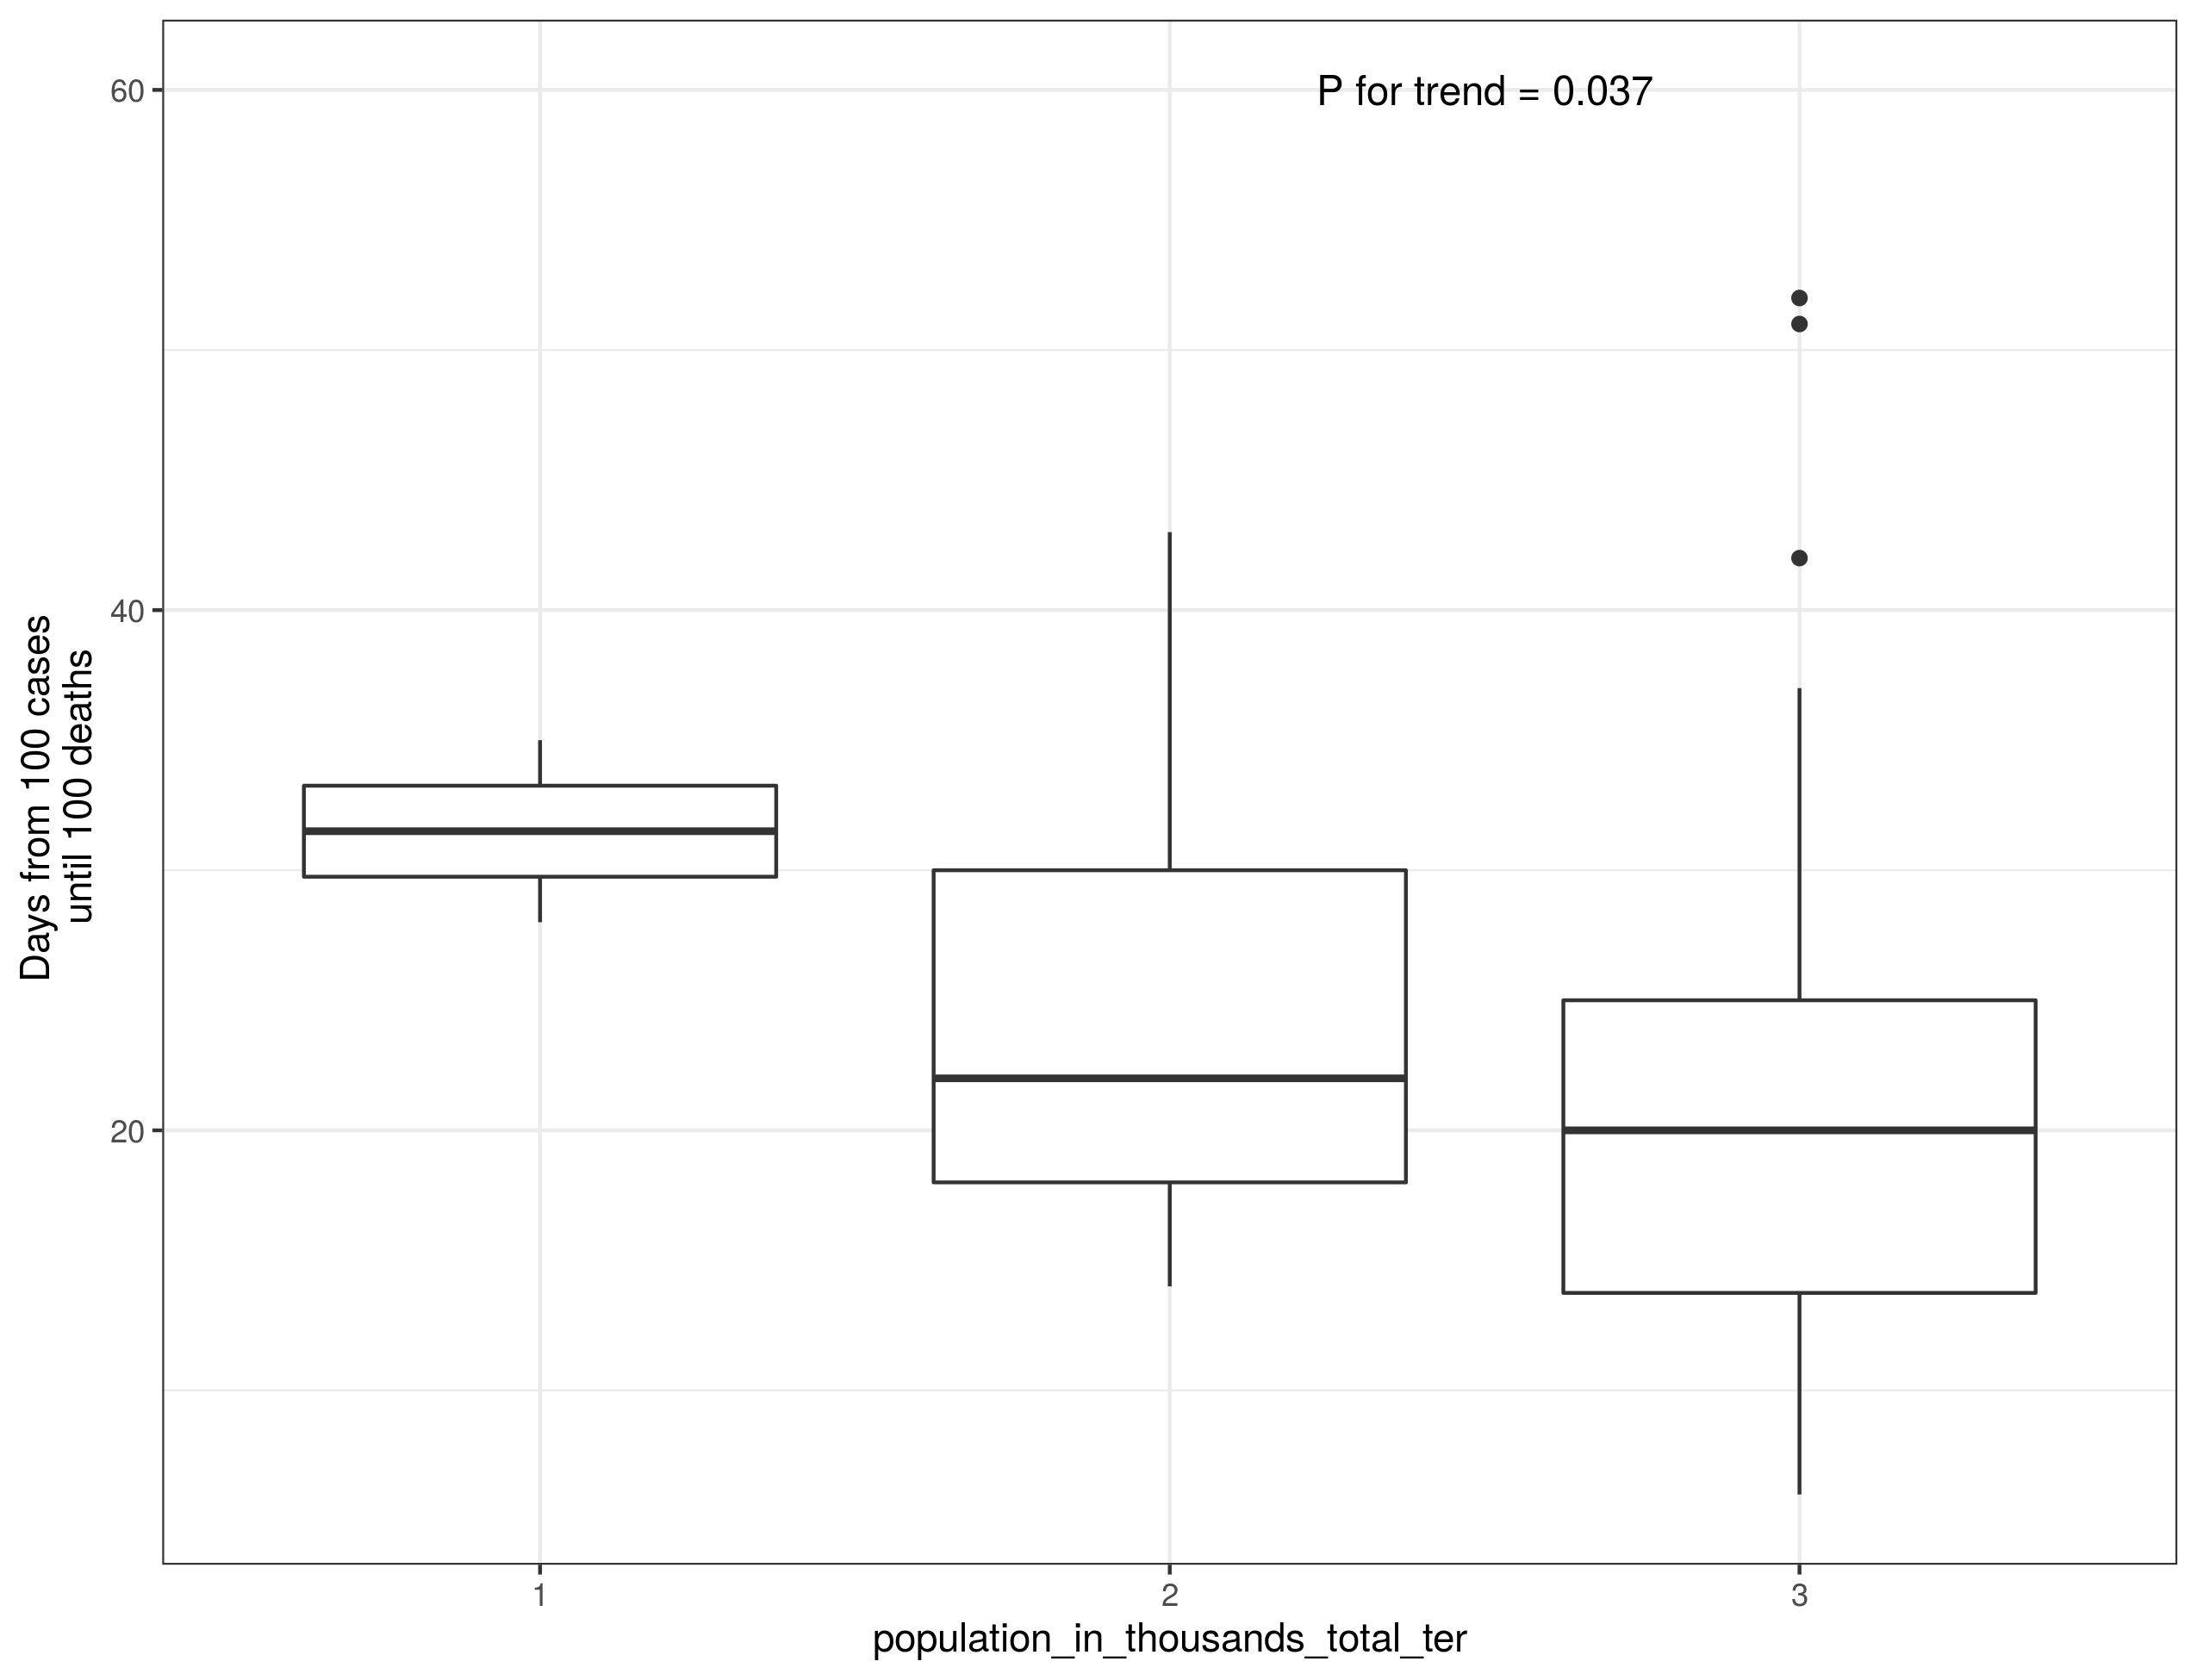 P for trend = 0.037
60
40
20
Days from 100 cases
until 100 deaths
1
2
3
population_in_thousands_total_ter